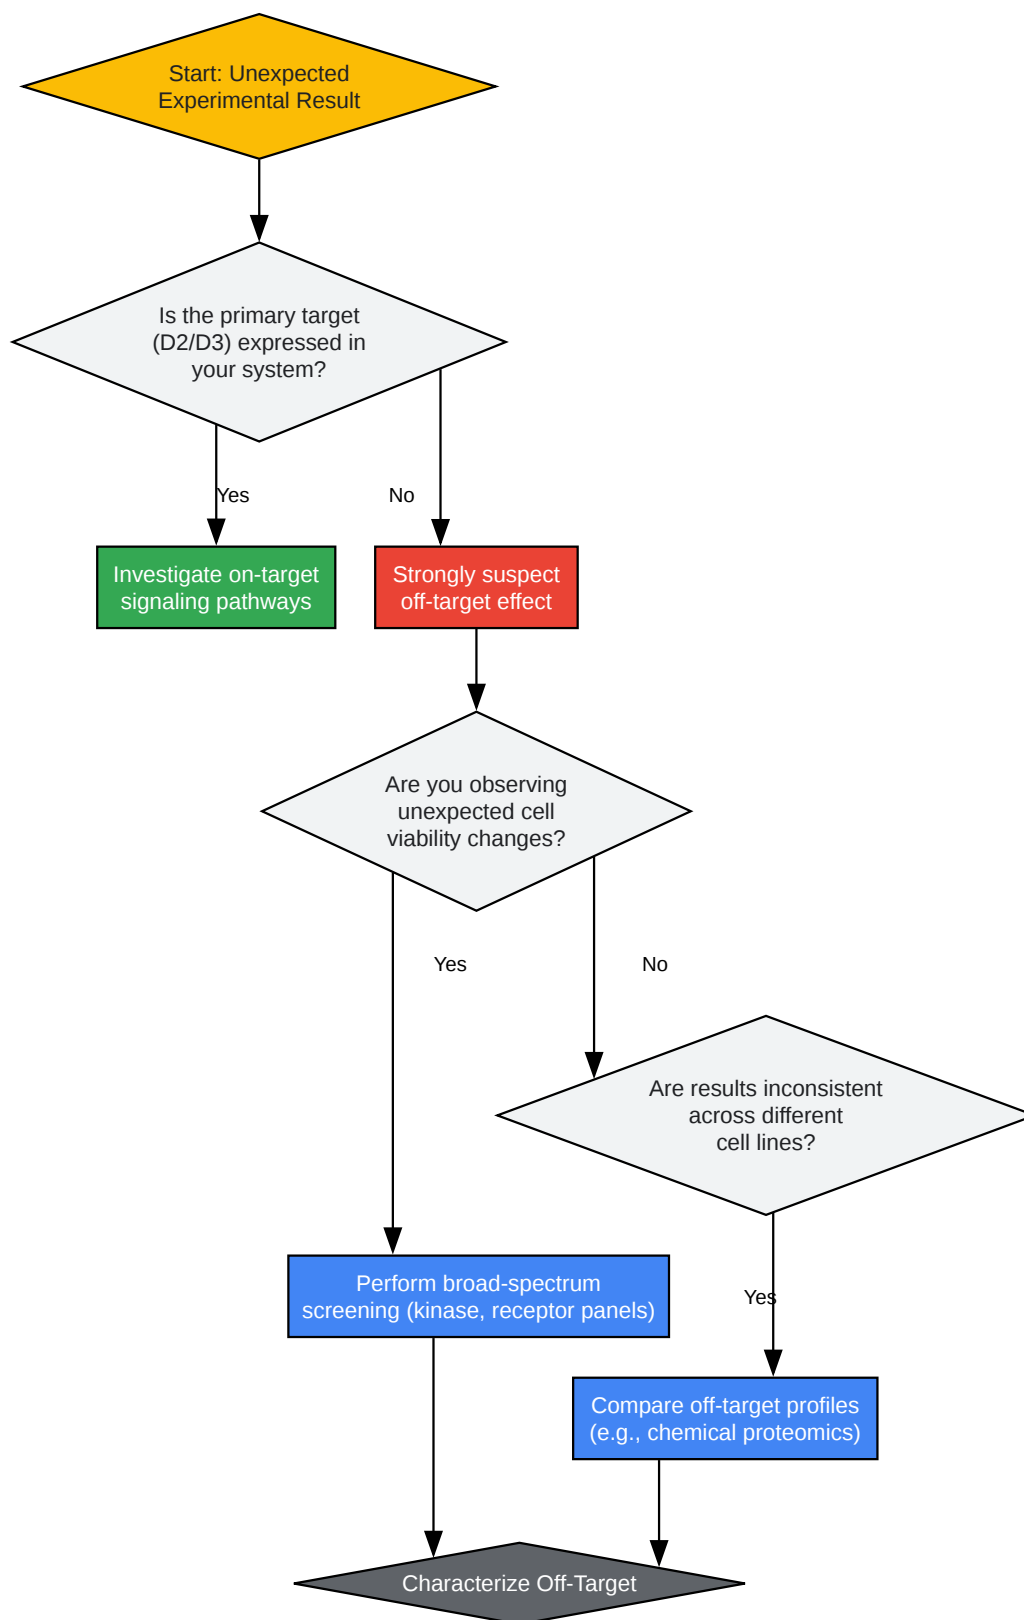 Start: Unexpected
Experimental Result
Is the primary target
(D2/D3) expressed in
your system?
Yes
No
Investigate on-target
signaling pathways
Strongly suspect
off-target effect
Are you observing
unexpected cell
viability changes?
Yes
No
Are results inconsistent
across different
cell lines?
Perform broad-spectrum
screening (kinase, receptor panels)
Yes
Compare off-target profiles
(e.g., chemical proteomics)
Characterize Off-Target